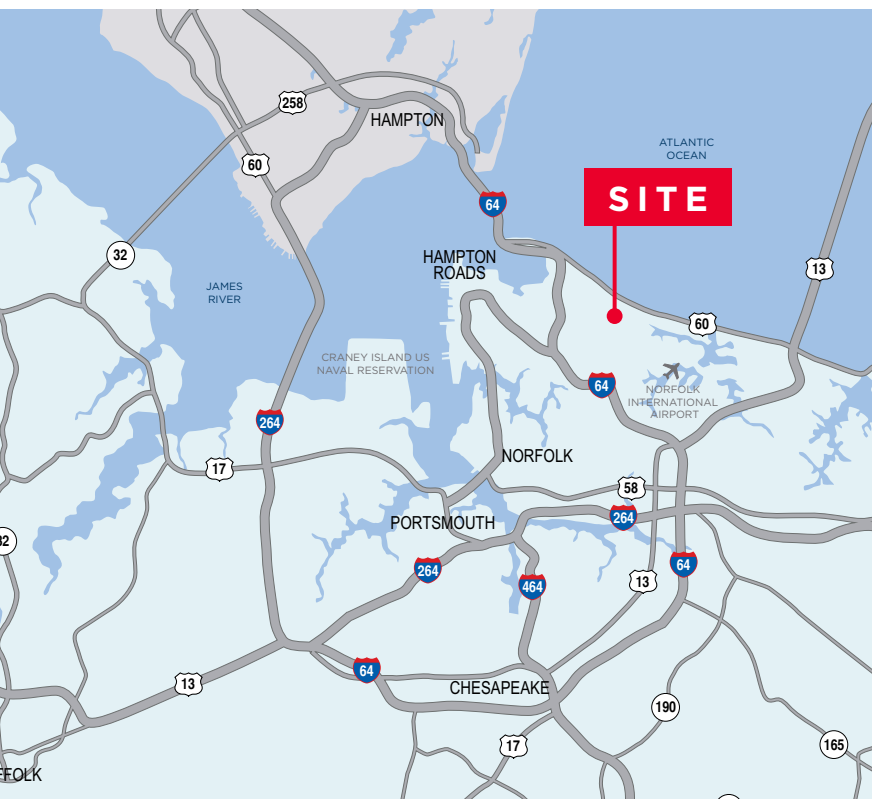 258
HAMPTON
ATLANTIC
OCEAN
60
SITE
64
32
HAMPTON
ROADS
13
JAMES
RIVER
60
CRANEY ISLAND US
NAVAL RESERVATION
64
NORFOLK
INTERNATIONAL
AIRPORT
264
NORFOLK
17
58
264
PORTSMOUTH
32
264
464
13
64
64
13
CHESAPEAKE
190
17
165
FFOLK